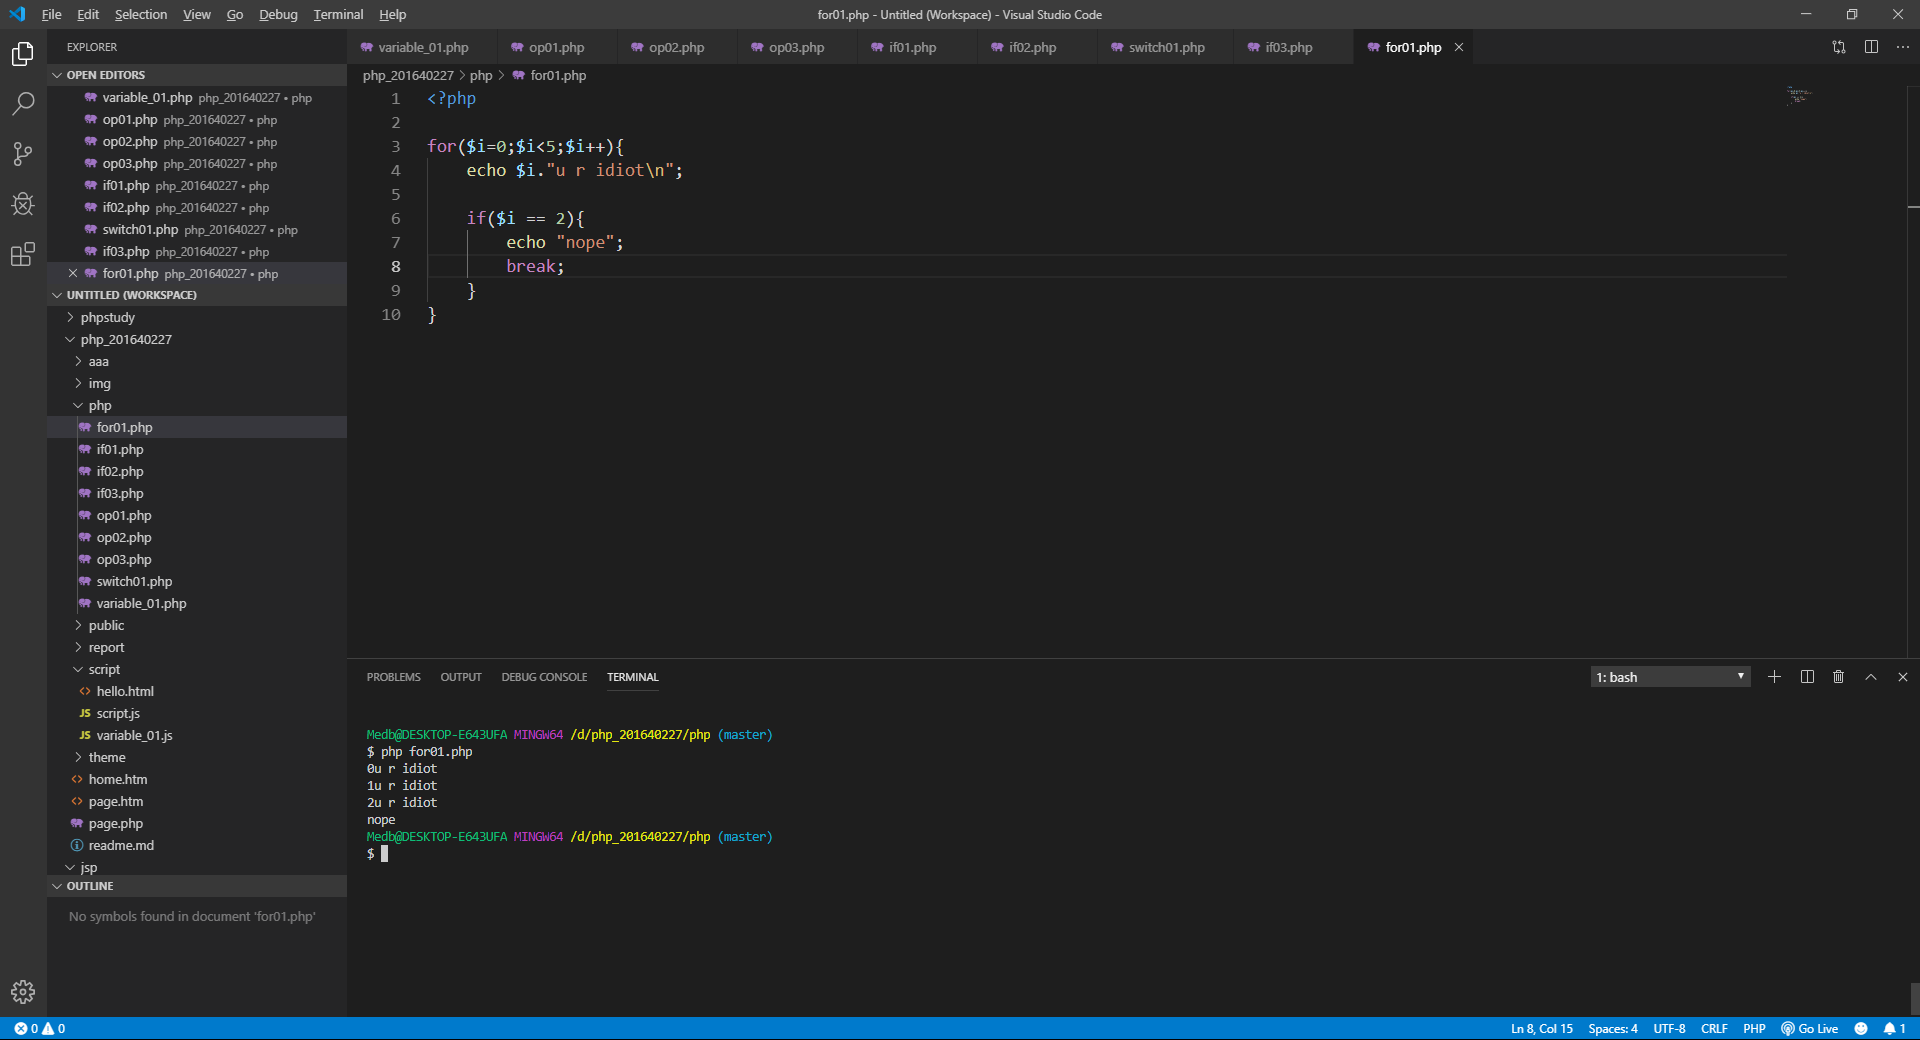 File Edit Selection View Go Debug Terminal Help
for01.php - Untitled (Workspace) - Visual Studio Code
EXPLORER
OPEN EDITORS
variable_01.php php_201640227 • php
op01.php php_201640227 • php
op02.php php_201640227 • php
op03.php php_201640227 • php
if01.php php_201640227 • php
if02.php php_201640227 • php
switch01.php php_201640227 • php
if03.php php_201640227 • php
for01.php php_201640227 • php
UNTITLED (WORKSPACE)
phpstudy
php_201640227
aaa
img
php
for01.php
if01.php
if02.php
if03.php
op01.php
op02.php
op03.php
switch01.php
variable_01.php
public
report
script
hello.html
JS script.js
JS variable_01.js
theme
home.htm
page.htm
page.php
readme.md
jsp
OUTLINE
No symbols found in document 'for01.php'
variable_01.php op01.php op02.php op03.php if01.php if02.php switch01.php if03.php for01.php
php_201640227 > php > for01.php
1 <?php
2
3 for($i=0;$i<5;$i++){
4 echo $i."u r idiot\n";
5
6 if($i == 2){
7 echo "nope";
8 break;
9 }
10 }
PROBLEMS OUTPUT DEBUG CONSOLE TERMINAL
1: bash
Medb@DESKTOP-E643UFA MINGW64 /d/php_201640227/php (master)
$ php for01.php
0u r idiot
1u r idiot
2u r idiot
nope
Medb@DESKTOP-E643UFA MINGW64 /d/php_201640227/php (master)
$
0 0
Ln 8, Col 15 Spaces: 4 UTF-8 CRLF PHP Go Live 1